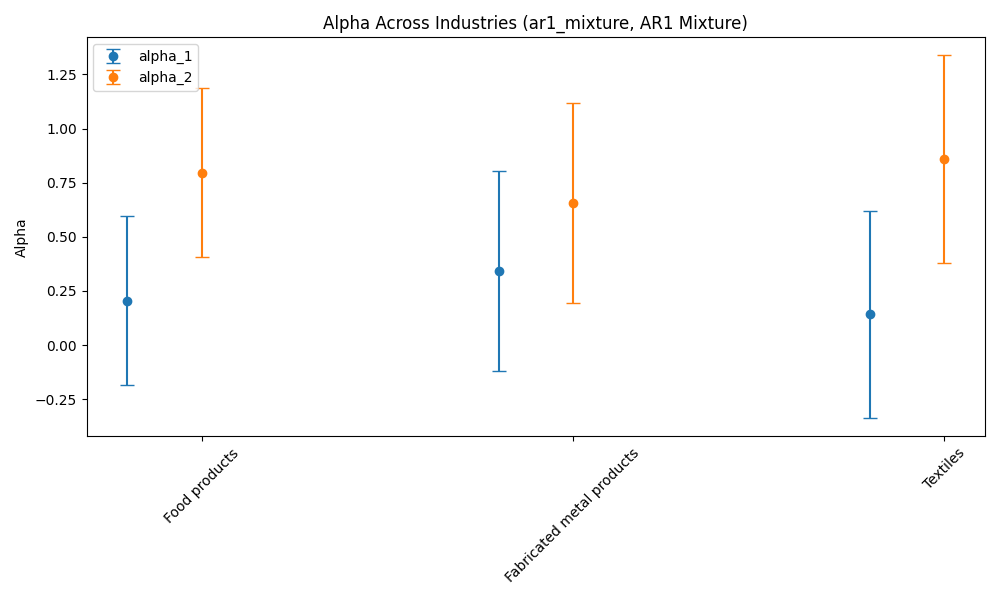 Alpha Across Industries (ar1_mixture, AR1 Mixture)
alpha_1
alpha_2
Alpha
1.25
1.00
0.75
0.50
0.25
0.00
−0.25
Food products
Fabricated metal products
Textiles